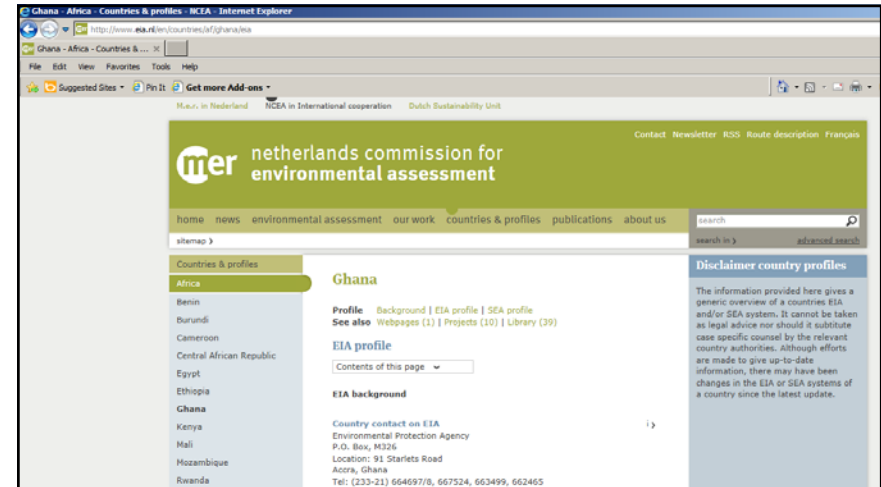 Ghana - Africa - Countries & profiles - NCEA - Internet Explorer
http://www.eia.nl/en/countries/af/ghana/eia
Ghana - Africa - Countries & ... ×
File Edit View Favorites Tools Help
Suggested Sites Pin It Get more Add-ons
M.e.r. in Nederland NCEA in International cooperation Dutch Sustainability Unit
Contact Newsletter RSS Route description Français
mer netherlands commission for
environmental assessment
home news environmental assessment our work countries & profiles publications about us
search
sitemap
search in advanced search
Countries & profiles
Africa
Benin
Burundi
Cameroon
Central African Republic
Egypt
Ethiopia
Ghana
Kenya
Mali
Mozambique
Rwanda
Ghana
Profile Background | EIA profile | SEA profile
See also Webpages (1) | Projects (10) | Library (39)
EIA profile
Contents of this page
EIA background
Country contact on EIA i
Environmental Protection Agency
P.O. Box, M326
Location: 91 Starlets Road
Accra, Ghana
Tel: (233-21) 664697/8, 667524, 663499, 662465
Disclaimer country profiles
The information provided here gives a
generic overview of a countries EIA
and/or SEA system. It cannot be taken
as legal advice nor should it subtitute
case specific counsel by the relevant
country authorities. Although efforts
are made to give up-to-date
information, there may have been
changes in the EIA or SEA systems of
a country since the latest update.